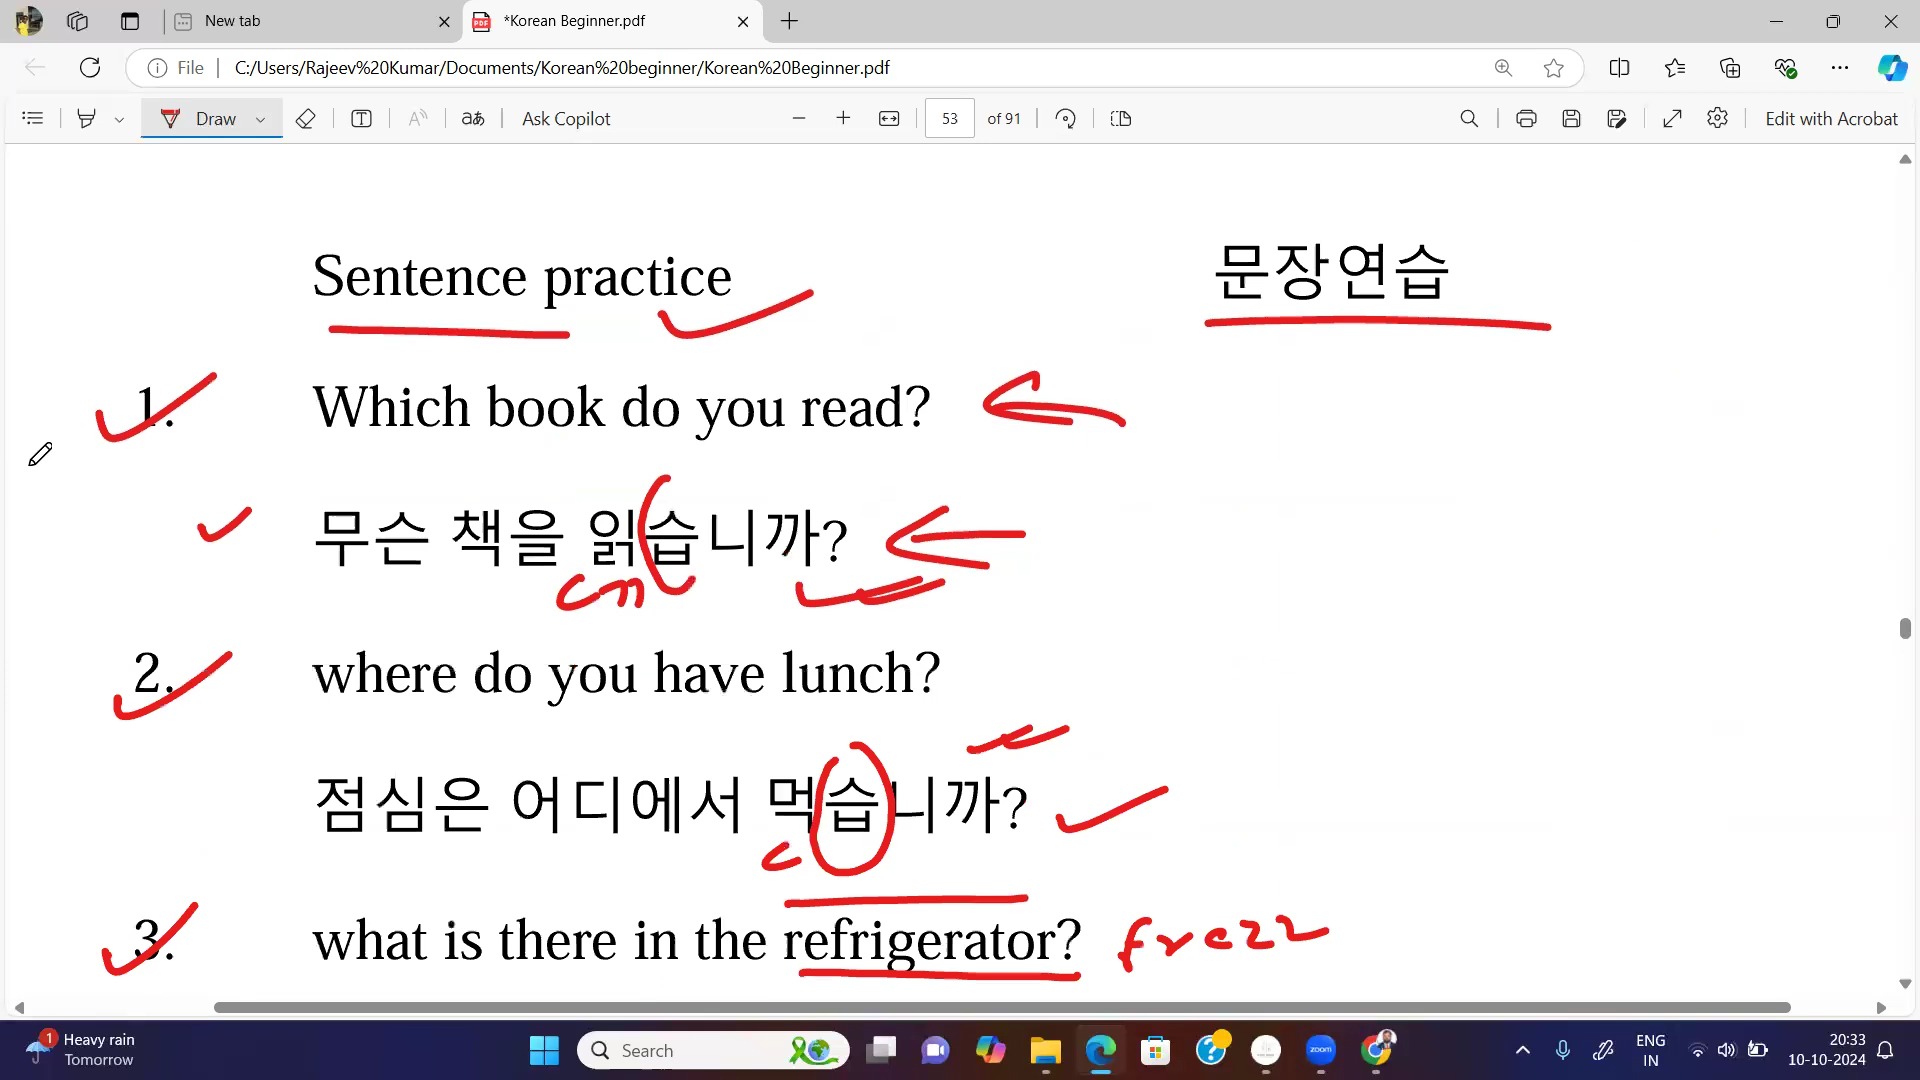 New tab
*Korean Beginner.pdf
File C:/Users/Rajeev%20Kumar/Documents/Korean%20beginner/Korean%20Beginner.pdf
Draw aあ Ask Copilot 53 of 91 Edit with Acrobat
Sentence practice 문장연습
1. Which book do you read?
무슨 책을 읽습니까?
2. where do you have lunch?
점심은 어디에서 먹습니까?
c
3. what is there in the refrigerator?
1 Heavy rain
Tomorrow
Search
zoom
ENG
IN
20:33
10-10-2024